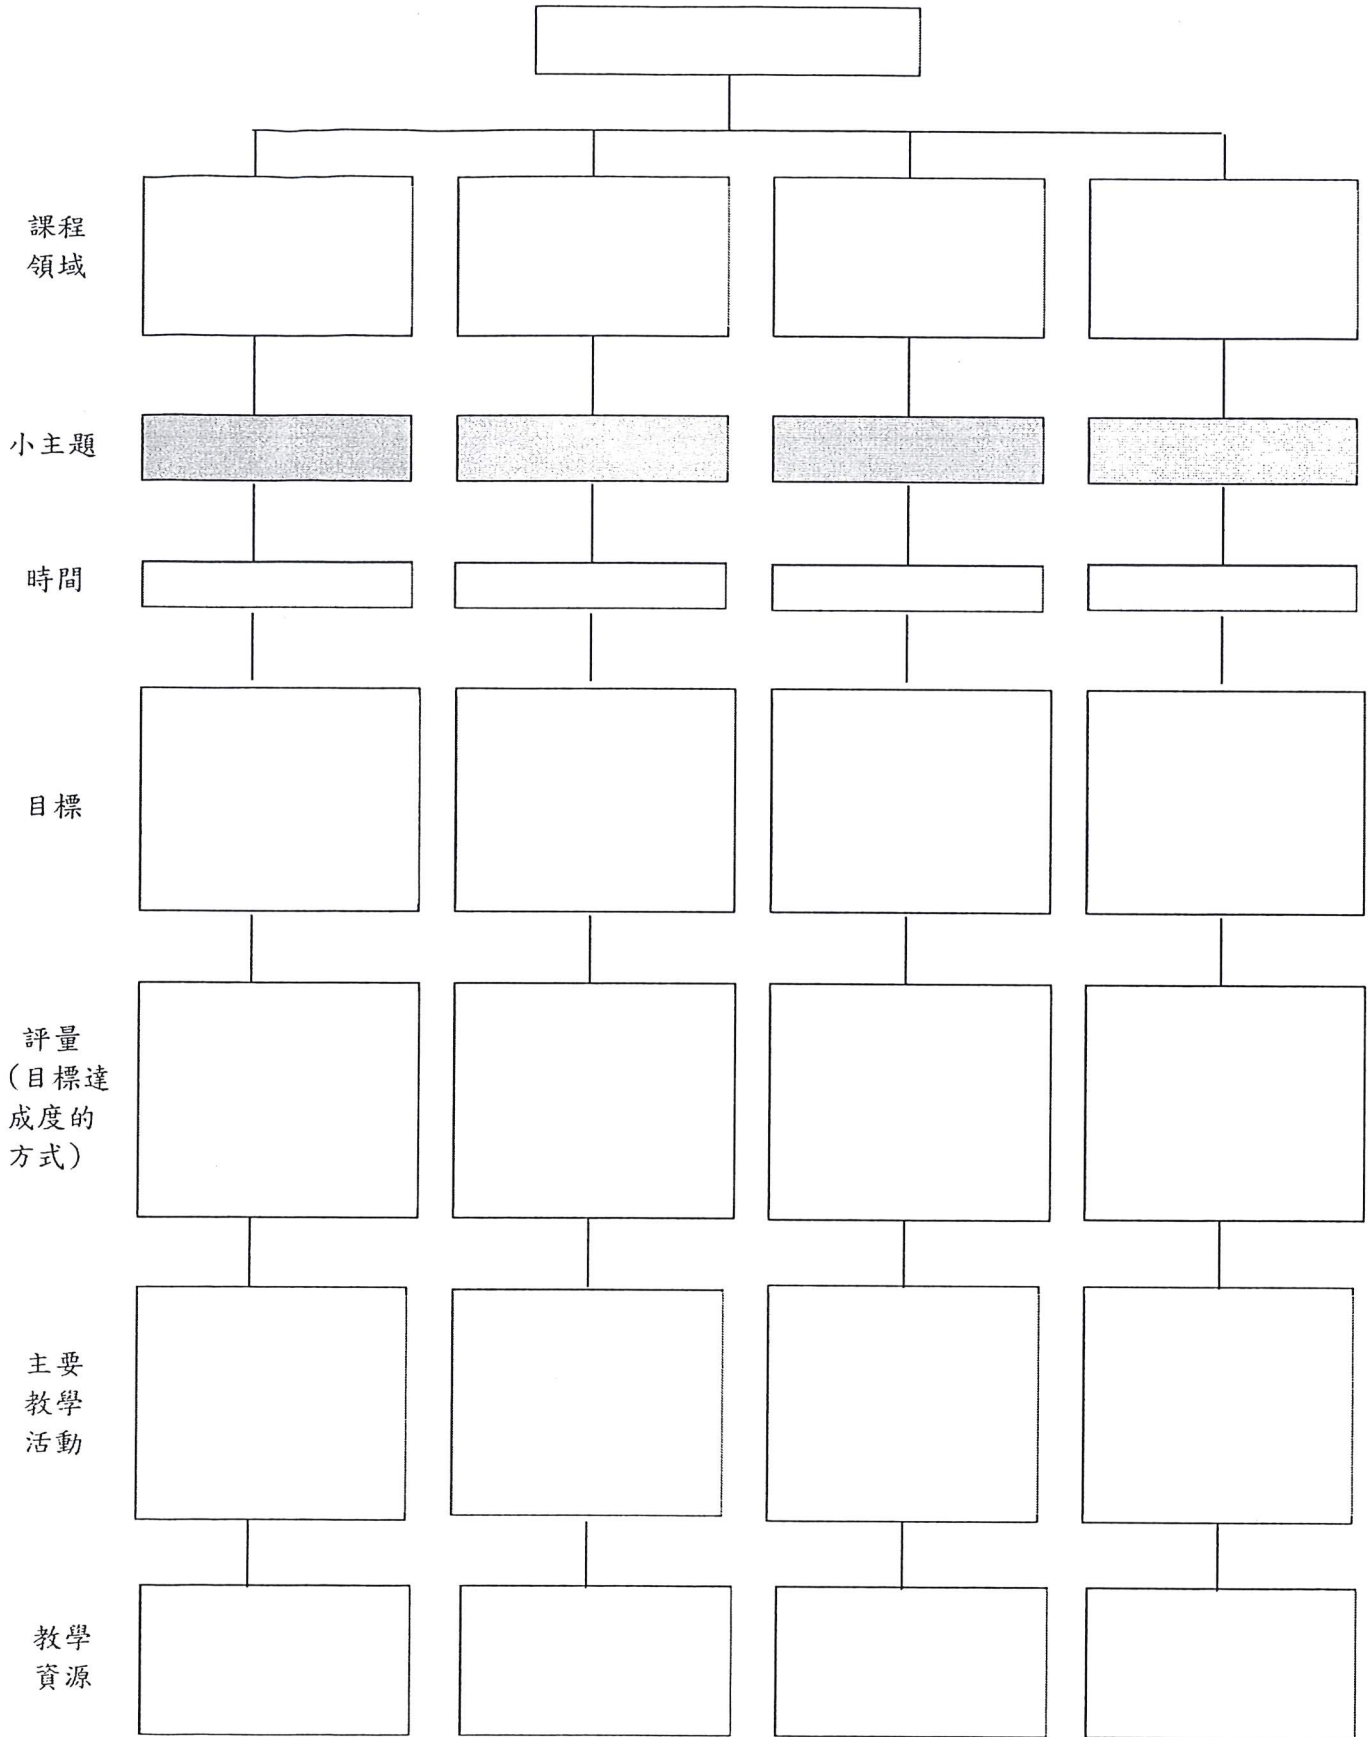 課程
領域
小主題
時間
目標
評量
（目標達
成度的
方式）
主要
教學
活動
教學
資源